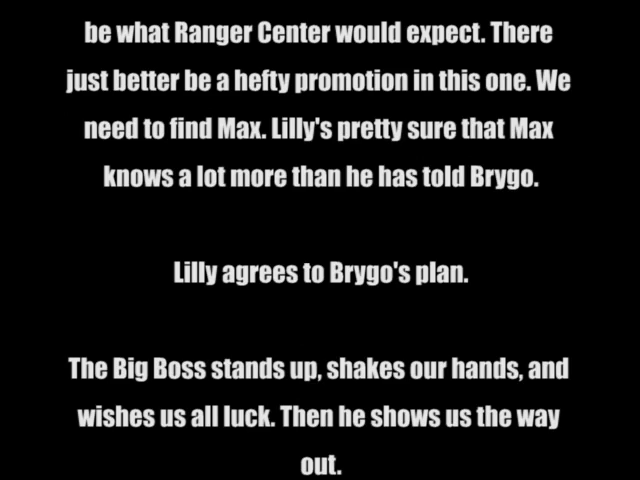 be what Ranger Center would expect. There
just better be a hefty promotion in this one. We
need to find Max. Lilly's pretty sure that Max
knows a lot more than he has told Brygo.
Lilly agrees to Brygo's plan.
The Big Boss stands up, shakes our hands, and
wishes us all luck. Then he shows us the way
out.